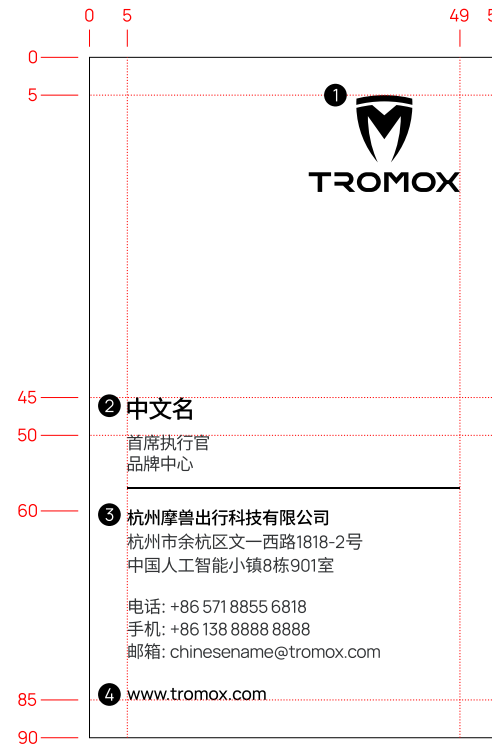 0 5 49
0
5
1
TROMOX
45
2 中文名
50
首席执行官
品牌中心
60
3 杭州摩兽出行科技有限公司
杭州市余杭区文一西路1818-2号
中国人工智能小镇8栋901室
电话: +86 571 8855 6818
手机: +86 138 8888 8888
邮箱: chinesename@tromox.com
85
4 www.tromox.com
90